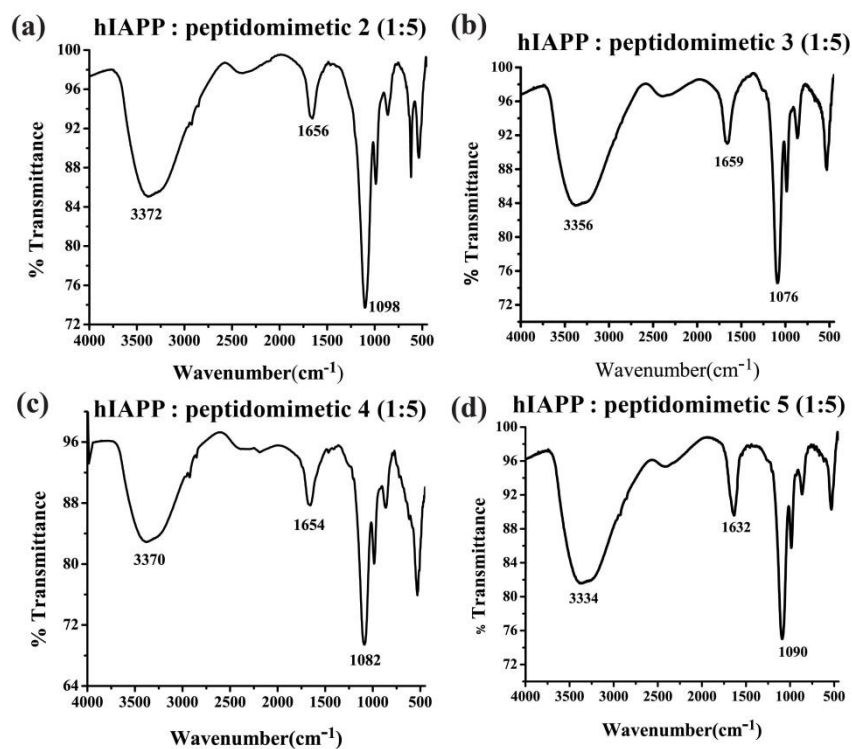 (a)
hIAPP : peptidomimetic 2 (1:5)
100
96
92
88
84
80
76
72
% Transmittance
3372
1656
1098
4000 3500 3000 2500 2000 1500 1000 500
Wavenumber(cm⁻¹)
(b)
hIAPP : peptidomimetic 3 (1:5)
100
96
92
88
84
80
76
72
% Transmittance
3356
1659
1076
4000 3500 3000 2500 2000 1500 1000 500
Wavenumber(cm⁻¹)
(c)
hIAPP : peptidomimetic 4 (1:5)
96
88
80
72
64
% Transmittance
3370
1654
1082
4000 3500 3000 2500 2000 1500 1000 500
Wavenumber (cm⁻¹)
(d)
hIAPP : peptidomimetic 5 (1:5)
100
96
92
88
84
80
76
72
% Transmittance
3334
1632
1090
4000 3500 3000 2500 2000 1500 1000 500
Wavenumber(cm⁻¹)